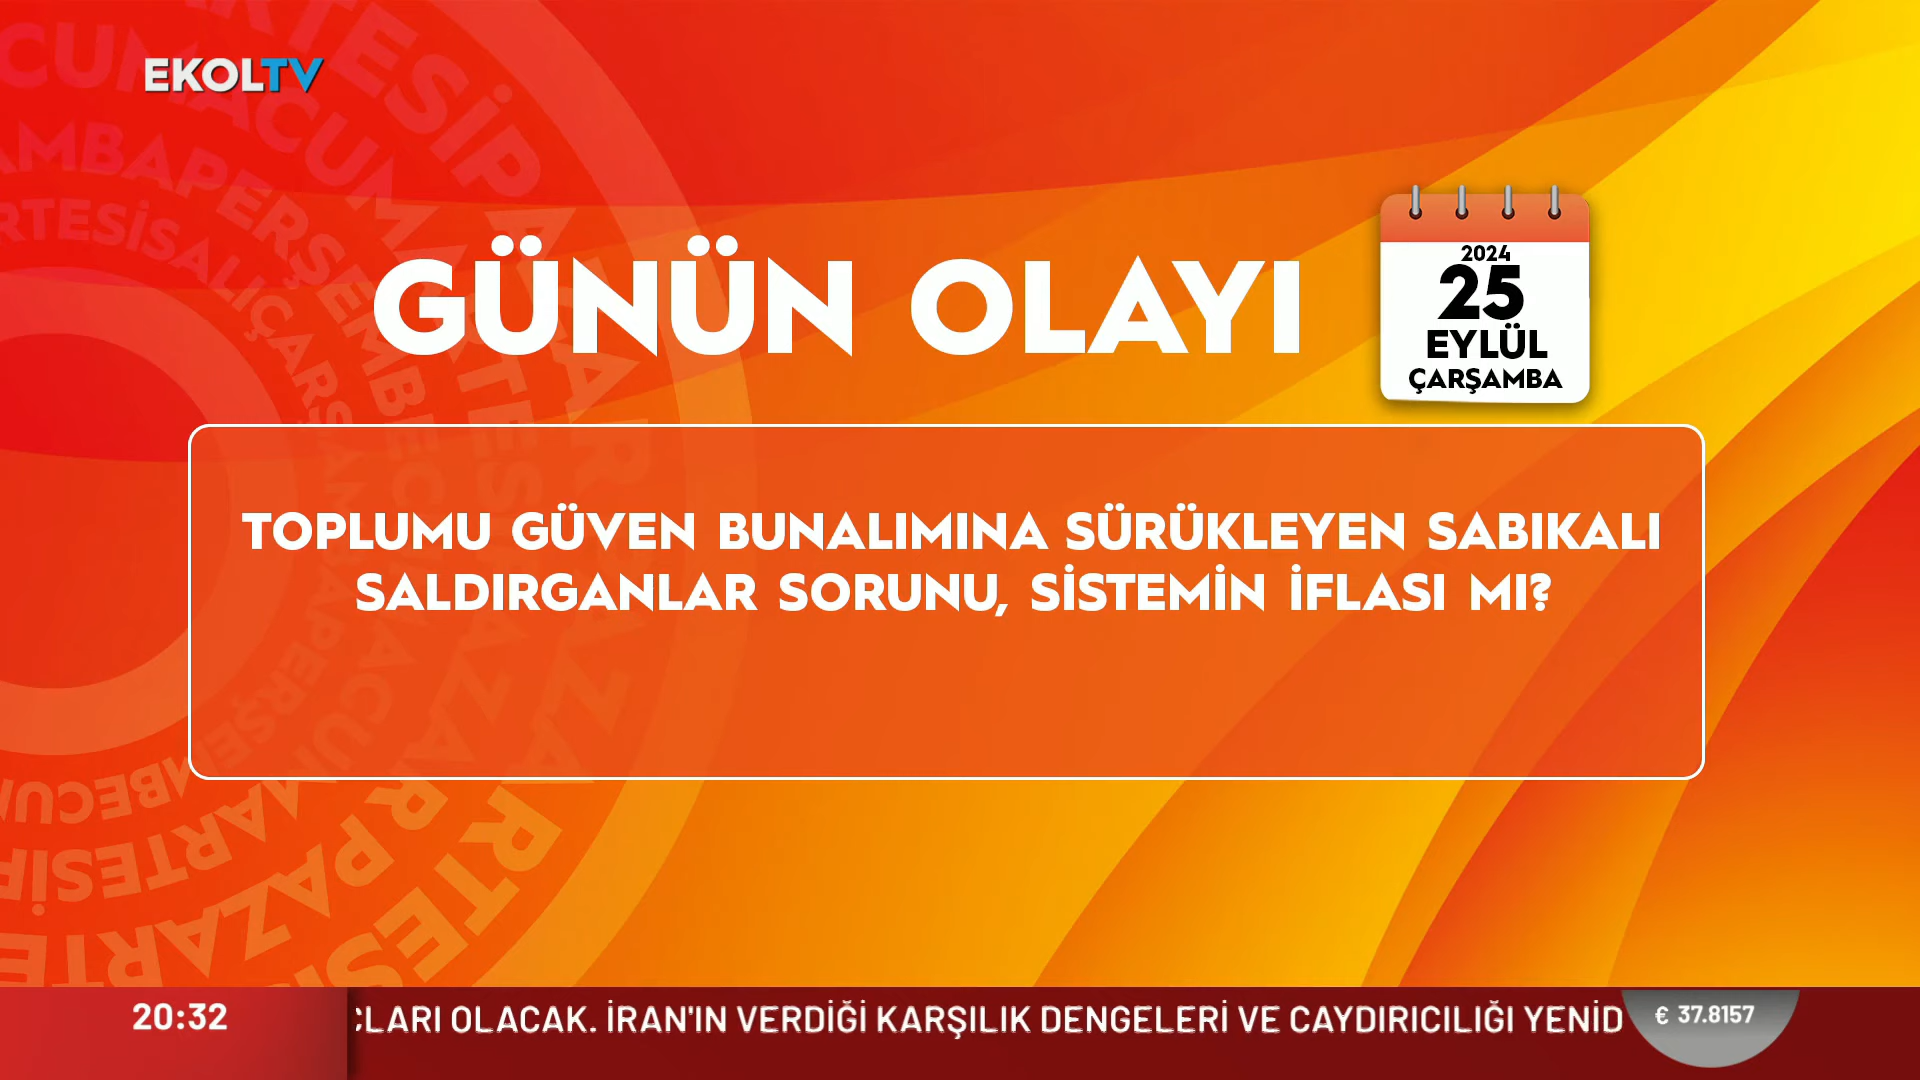 EKOLTV
GÜNÜN OLAYI
2024
25
EYLÜL
ÇARŞAMBA
TOPLUMU GÜVEN BUNALIMINA SÜRÜKLEYEN SABIKALI
SALDIRGANLAR SORUNU, SİSTEMİN İFLASI MI?
20:32
LARI OLACAK. İRAN'IN VERDİĞİ KARŞILIK DENGELERİ VE CAYDIRICILIĞI YENİD
€ 37.8157